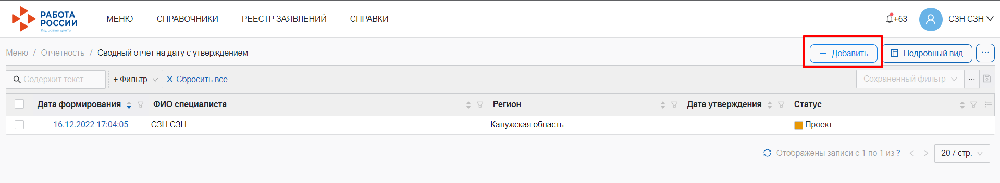 РАБОТА
РОССИИ
Кадровый центр
МЕНЮ СПРАВОЧНИКИ РЕЕСТР ЗАЯВЛЕНИЙ СПРАВКИ
+63 СЗН СЗН
Меню / Отчетность / Сводный отчет на дату с утверждением
+ Добавить Подробный вид ...
Содержит текст + Фильтр X Сбросить все Сохранённый фильтр ...
Дата формирования ФИО специалиста Регион Дата утверждения Статус
16.12.2022 17:04:05 СЗН СЗН Калужская область Проект
Отображены записи с 1 по 1 из ? < > 20 / стр.